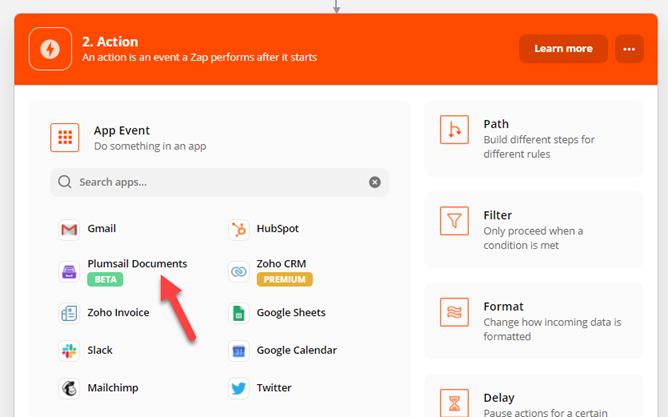 2. Action
An action is an event a Zap performs after it starts
Learn more
App Event
Do something in an app
Search apps...
Gmail
HubSpot
Plumsail Documents
BETA
Zoho CRM
PREMIUM
Zoho Invoice
Google Sheets
Slack
Google Calendar
Mailchimp
Twitter
Path
Build different steps for
different rules
Filter
Only proceed when a
condition is met
Format
Change how incoming data is
formatted
Delay
Pause actions for a certain